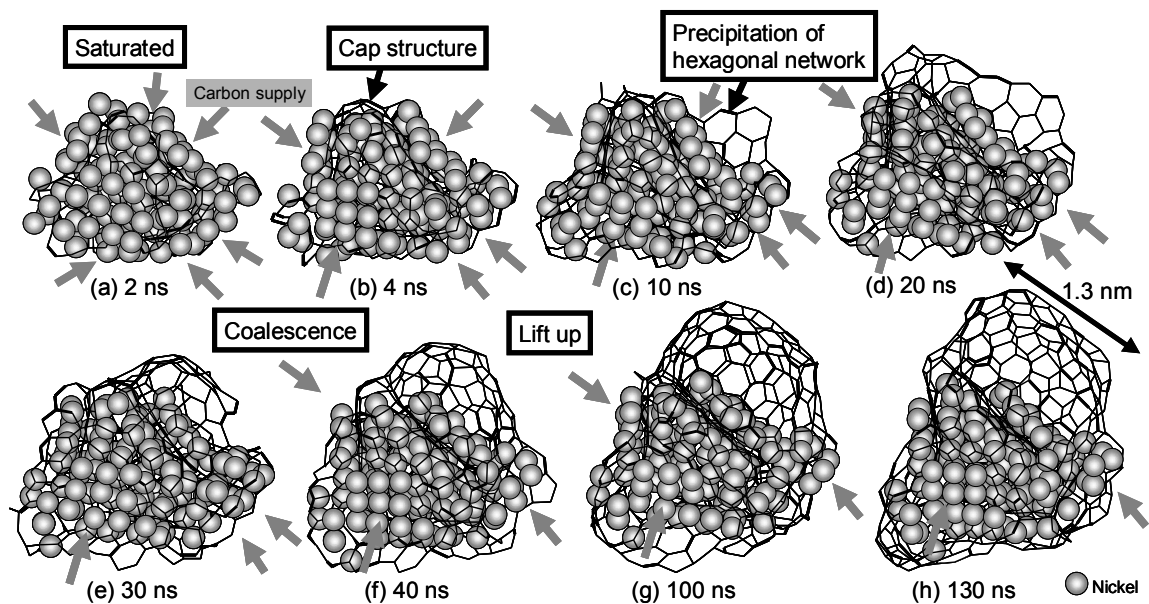 Saturated
Carbon supply
Cap structure
Precipitation of
hexagonal network
(a) 2 ns
(b) 4 ns
(c) 10 ns
(d) 20 ns
1.3 nm
Coalescence
Lift up
(e) 30 ns
(f) 40 ns
(g) 100 ns
(h) 130 ns
Nickel